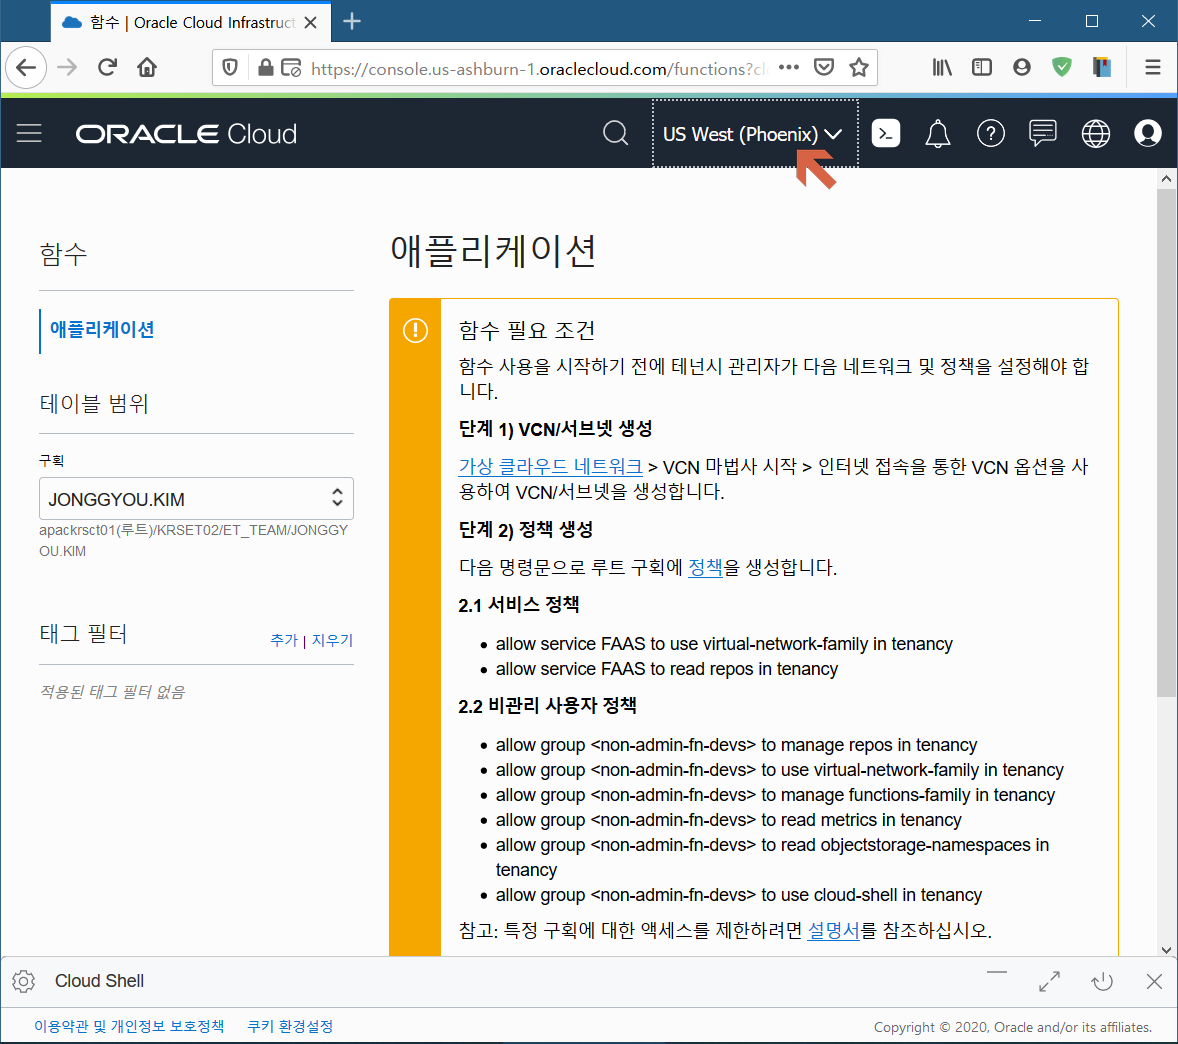 함수 | Oracle Cloud Infrastruct
https://console.us-ashburn-1.oraclecloud.com/functions?cl
ORACLE Cloud
US West (Phoenix)
함수
애플리케이션
테이블 범위
구획
JONGGYOU.KIM
apackrsct01(루트)/KRSET02/ET_TEAM/JONGGY
OU.KIM
태그 필터
추가 | 지우기
적용된 태그 필터 없음
애플리케이션
함수 필요 조건
함수 사용을 시작하기 전에 테넌시 관리자가 다음 네트워크 및 정책을 설정해야 합
니다.
단계 1) VCN/서브넷 생성
가상 클라우드 네트워크 > VCN 마법사 시작 > 인터넷 접속을 통한 VCN 옵션을 사
용하여 VCN/서브넷을 생성합니다.
단계 2) 정책 생성
다음 명령문으로 루트 구획에 정책을 생성합니다.
2.1 서비스 정책
• allow service FAAS to use virtual-network-family in tenancy
• allow service FAAS to read repos in tenancy
2.2 비관리 사용자 정책
• allow group <non-admin-fn-devs> to manage repos in tenancy
• allow group <non-admin-fn-devs> to use virtual-network-family in tenancy
• allow group <non-admin-fn-devs> to manage functions-family in tenancy
• allow group <non-admin-fn-devs> to read metrics in tenancy
• allow group <non-admin-fn-devs> to read objectstorage-namespaces in
tenancy
• allow group <non-admin-fn-devs> to use cloud-shell in tenancy
참고: 특정 구획에 대한 액세스를 제한하려면 설명서를 참조하십시오.
Cloud Shell
이용약관 및 개인정보 보호정책 쿠키 환경설정
Copyright © 2020, Oracle and/or its affiliates.